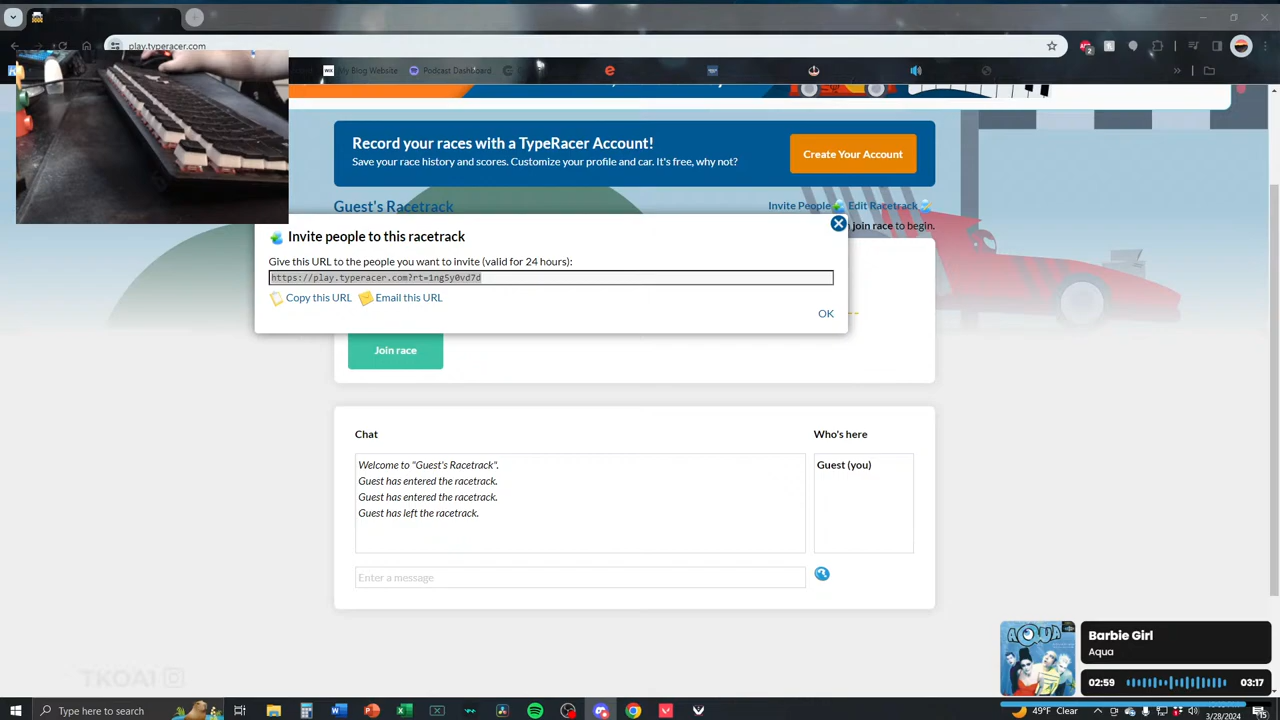 play.typeracer.com
My Blog Website
Podcast Dashboard
Record your races with a TypeRacer Account!
Save your race history and scores. Customize your profile and car. It's free, why not?
Create Your Account
Guest's Racetrack
Invite People
Edit Racetrack
join race to begin.
Invite people to this racetrack
Give this URL to the people you want to invite (valid for 24 hours):
https://play.typeracer.com?rt=1ng5y0vd7d
Copy this URL
Email this URL
OK
Join race
Chat
Who's here
Welcome to "Guest's Racetrack".
Guest has entered the racetrack.
Guest has entered the racetrack.
Guest has left the racetrack.
Guest (you)
Enter a message
AQUA
Barbie Girl
Aqua
02:59
03:17
TKOA1
Type here to search
49°F Clear
3/28/2024